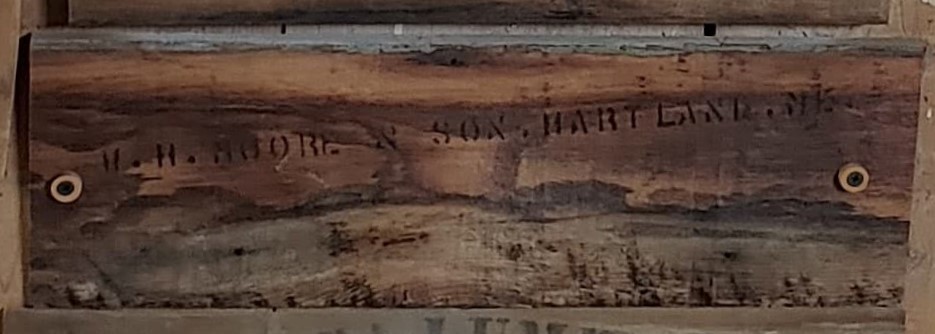 H. H. MOORE & SON. HARTLAND. ME.